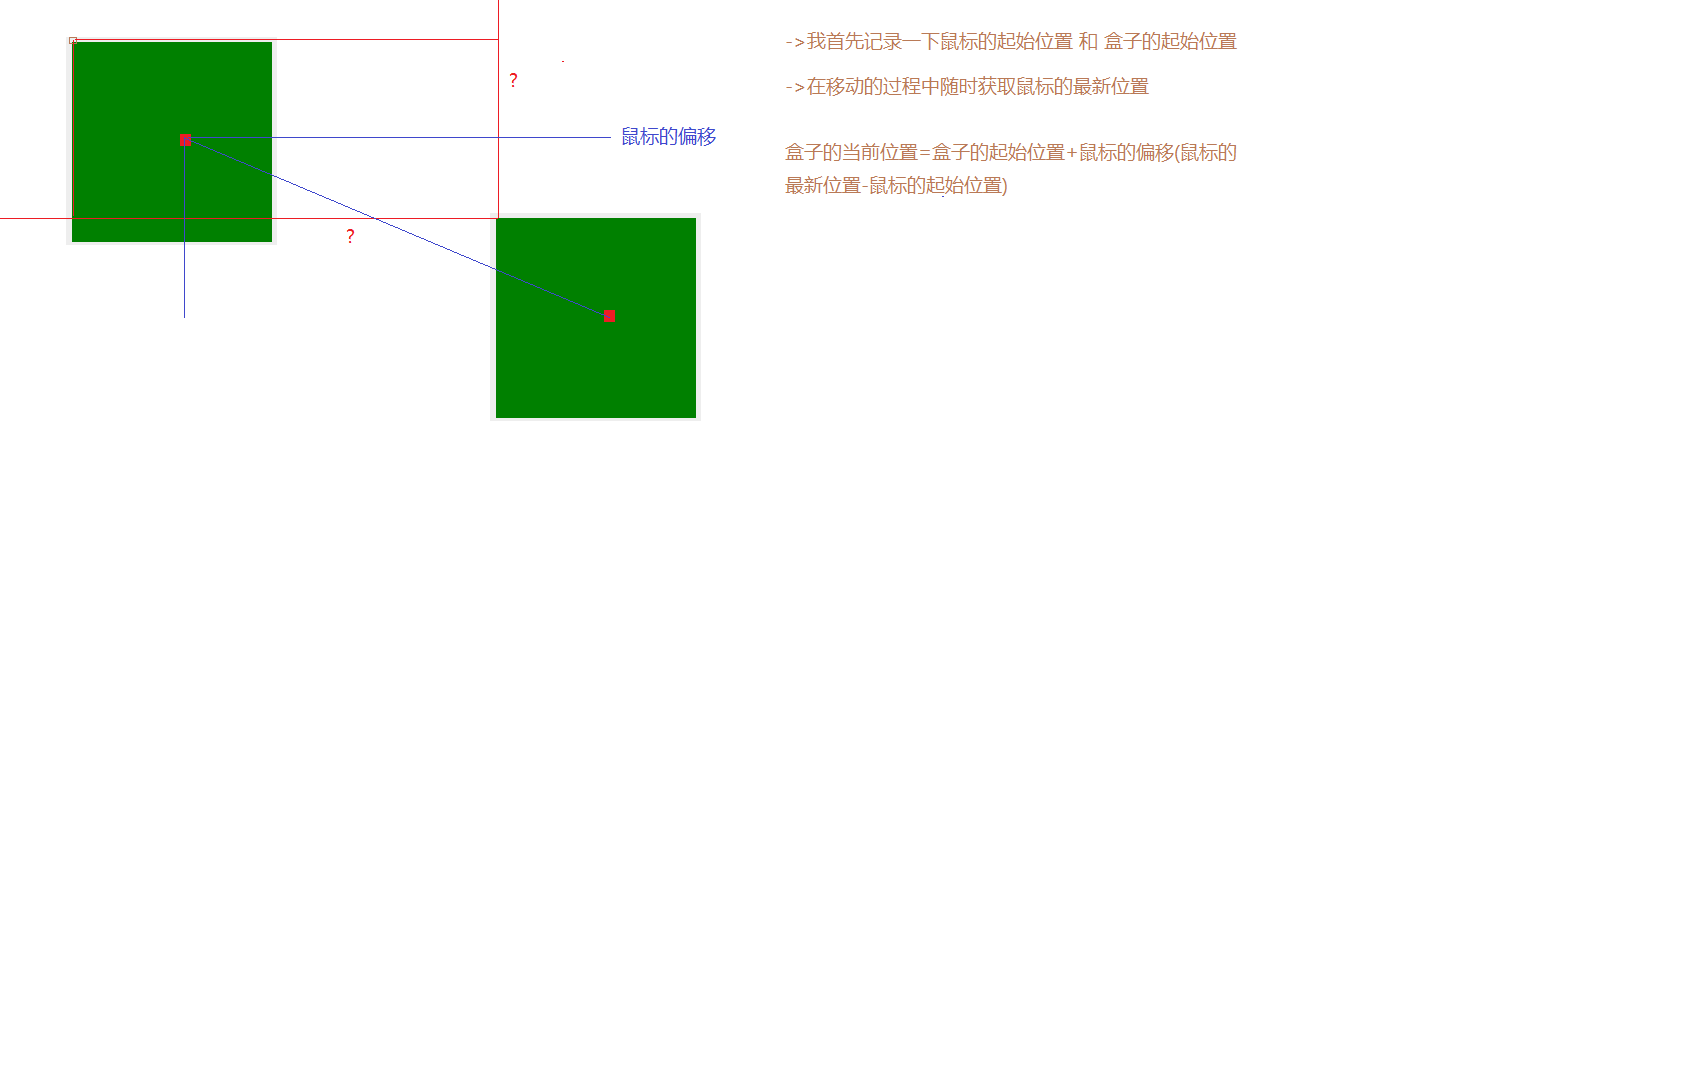 ->我首先记录一下鼠标的起始位置 和 盒子的起始位置
?
->在移动的过程中随时获取鼠标的最新位置
鼠标的偏移
盒子的当前位置=盒子的起始位置+鼠标的偏移(鼠标的
最新位置-鼠标的起始位置)
?